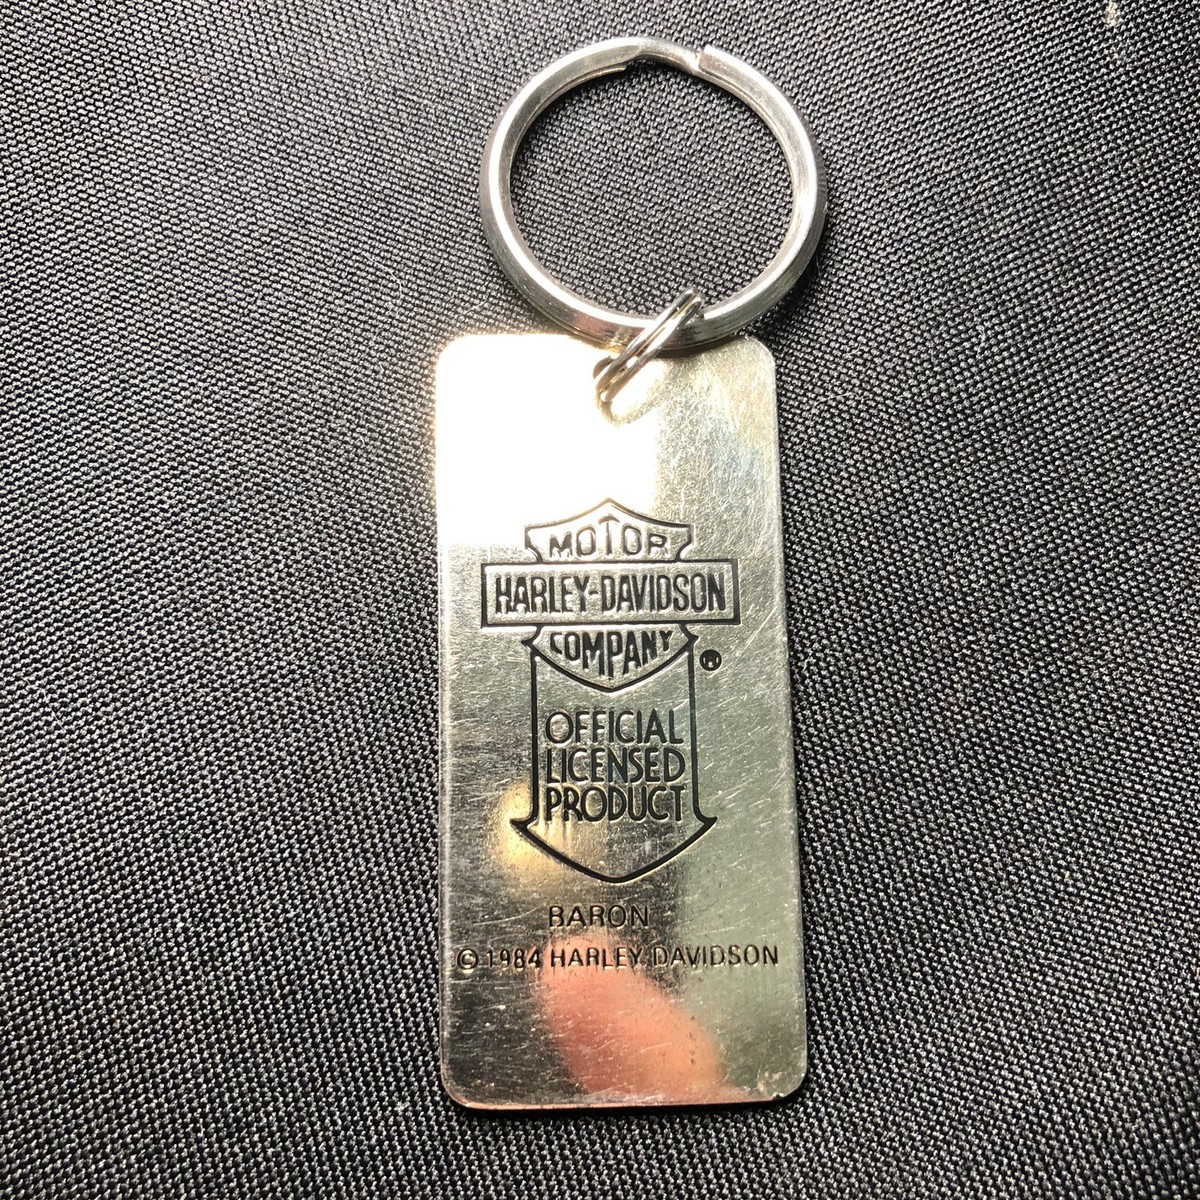 MOTOR
HARLEY-DAVIDSON
COMPANY
®
OFFICIAL
LICENSED
PRODUCT
BARON
© 1984 HARLEY DAVIDSON